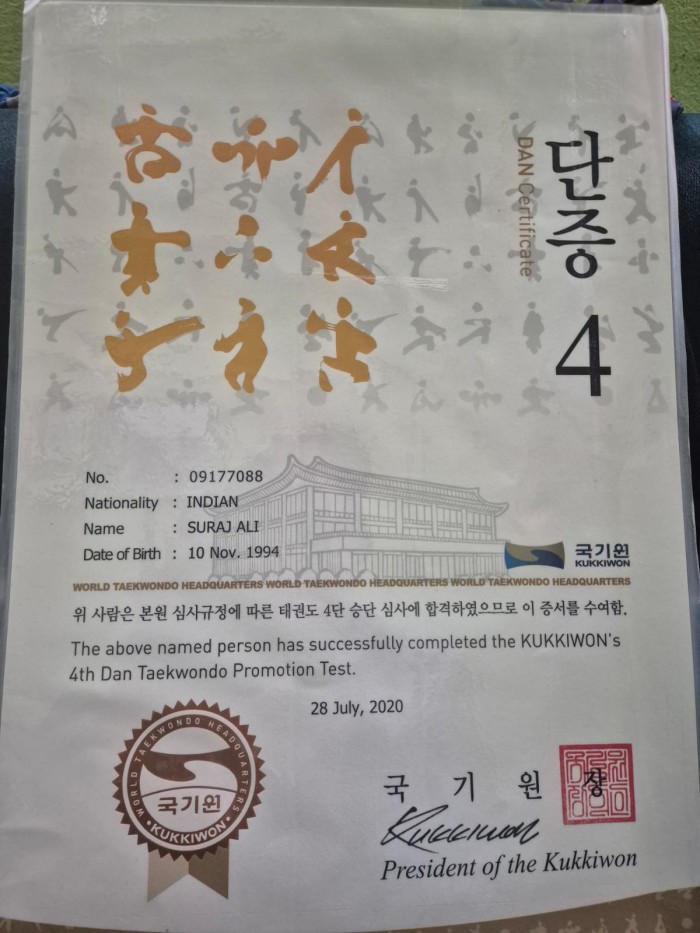 단증
DAN Certificate
4
No. : 09177088
Nationality : INDIAN
Name : SURAJ ALI
Date of Birth : 10 Nov. 1994
국기원
KUKKIWON
WORLD TAEKWONDO HEADQUARTERS WORLD TAEKWONDO HEADQUARTERS WORLD TAEKWONDO HEADQUARTERS
위 사람은 본원 심사규정에 따른 태권도 4단 승단 심사에 합격하였으므로 이 증서를 수여함.
The above named person has successfully completed the KUKKIWON's
4th Dan Taekwondo Promotion Test.
28 July, 2020
WORLD TAEKWONDO HEADQUARTERS
국기원
KUKKIWON
국 기 원 장
Kukkiwon
President of the Kukkiwon